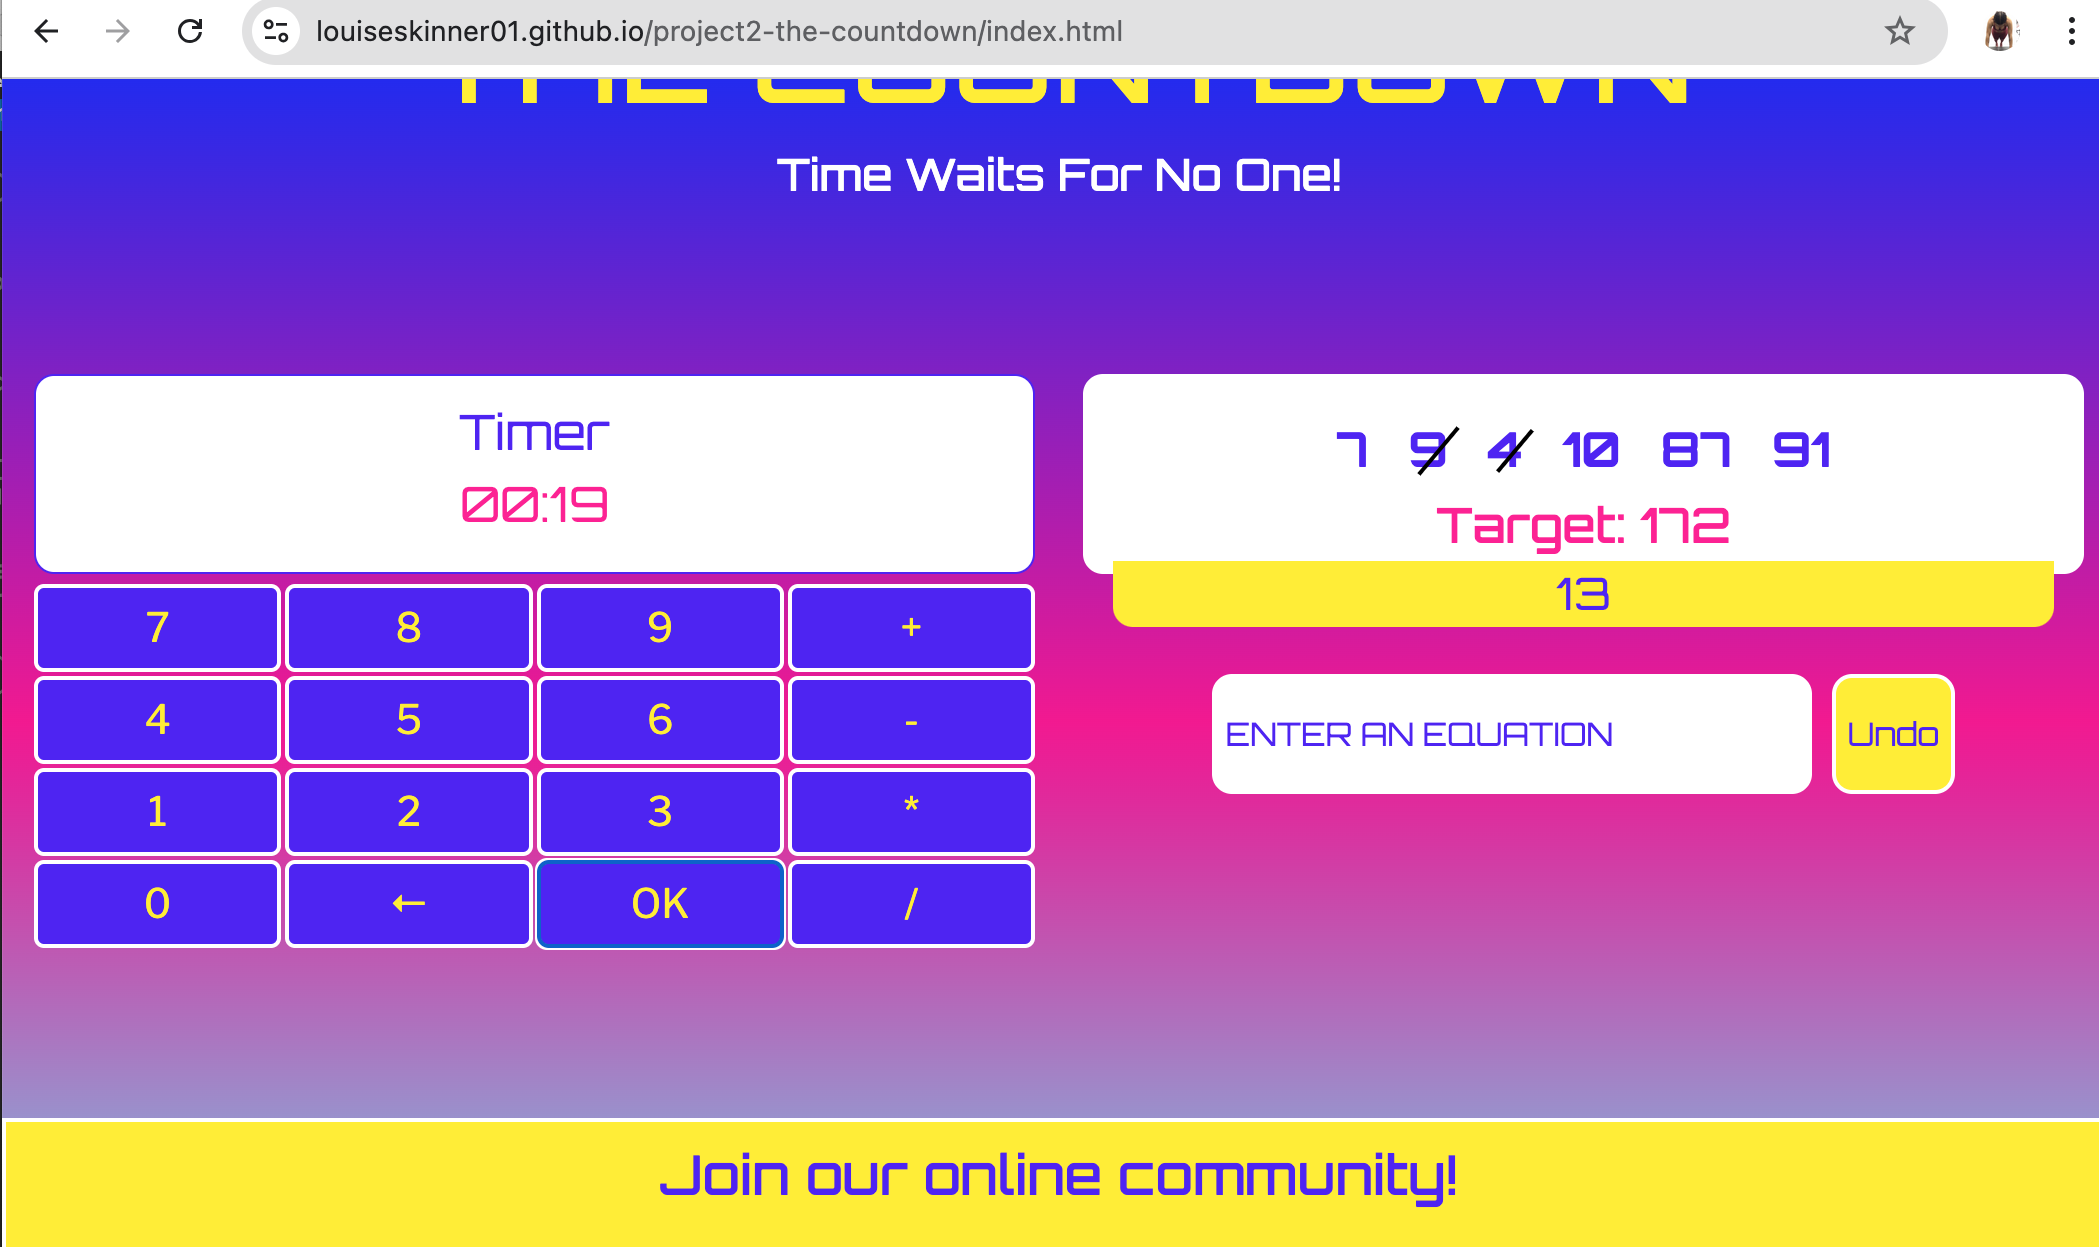 louiseskinner01.github.io/project2-the-countdown/index.html
THE COUNTDOWN
Time Waits For No One!
Timer
00:19
7 9 4 10 87 91
Target: 172
13
7 8 9 +
4 5 6 -
1 2 3 *
0 ← OK /
ENTER AN EQUATION
Undo
Join our online community!